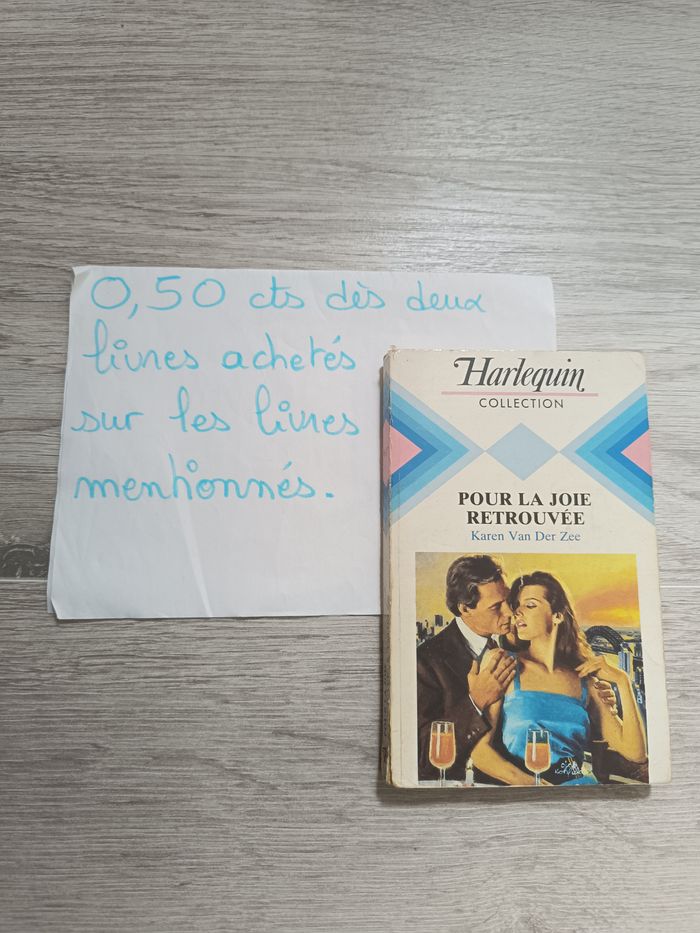 0,50 cts dès deux
livres achetés
sur les livres
mentionnés.
Harlequin
COLLECTION
POUR LA JOIE
RETROUVÉE
Karen Van Der Zee